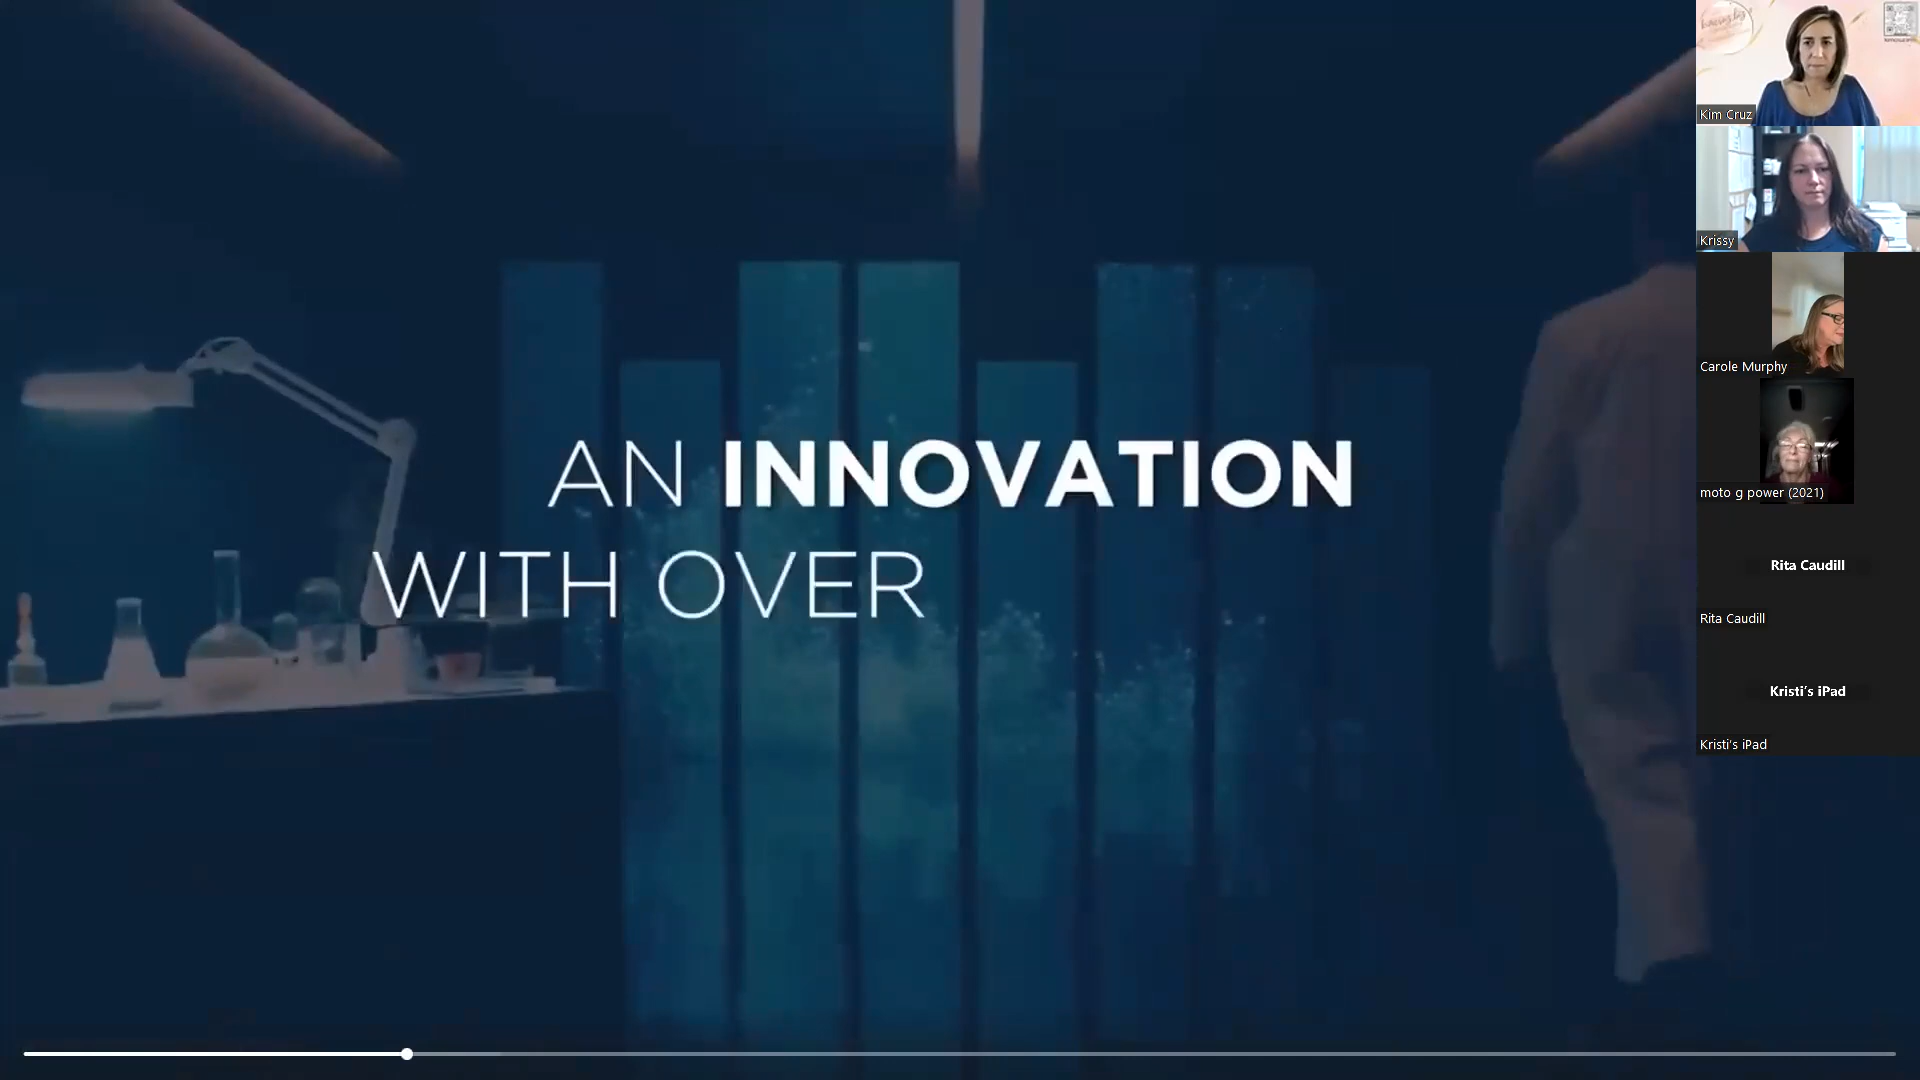 AN INNOVATION
WITH OVER
Kim Cruz
Krissy
Carole Murphy
moto g power (2021)
Rita Caudill
Rita Caudill
Kristi's iPad
Kristi's iPad